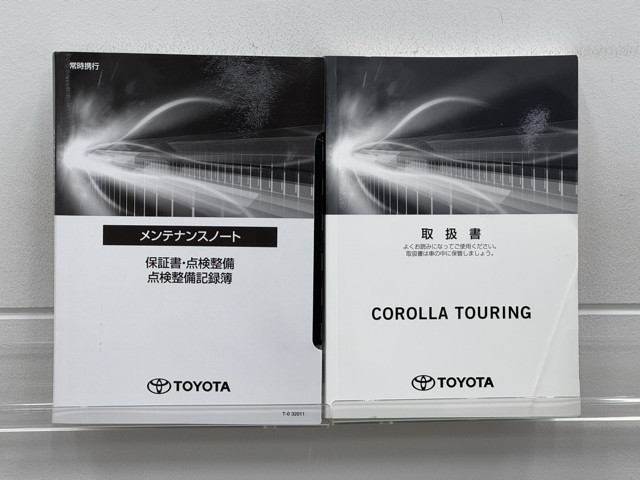 常時携行
メンテナンスノート
保証書・点検整備
点検整備記録簿
TOYOTA
T-0 32011
取扱書
よくお読みになってご使用ください。
取扱書は車の中に保管しましょう。
COROLLA TOURING
TOYOTA